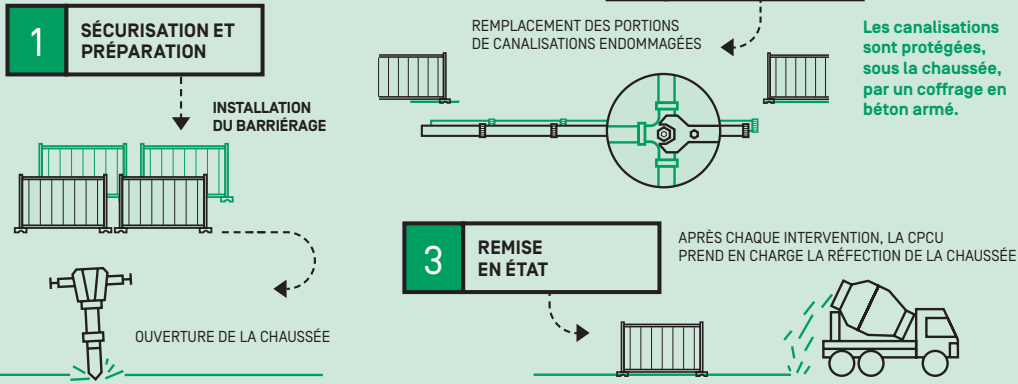 1
SÉCURISATION ET
PRÉPARATION
INSTALLATION
DU BARRIÉRAGE
OUVERTURE DE LA CHAUSSÉE
REMPLACEMENT DES PORTIONS
DE CANALISATIONS ENDOMMAGÉES
Les canalisations
sont protégées,
sous la chaussée,
par un coffrage en
béton armé.
3
REMISE
EN ÉTAT
APRÈS CHAQUE INTERVENTION, LA CPCU
PREND EN CHARGE LA RÉFECTION DE LA CHAUSSÉE